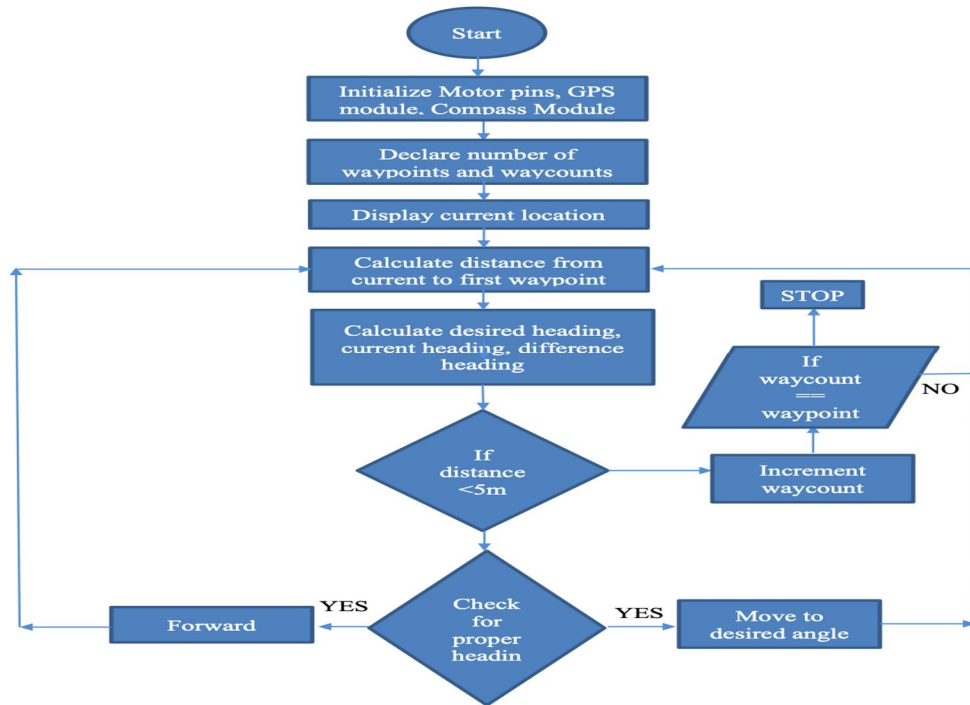 Start
Initialize Motor pins, GPS
module, Compass Module
Declare number of
waypoints and waycounts
Display current location
Calculate distance from
current to first waypoint
STOP
Calculate desired heading,
current heading, difference
heading
If
waycount
==
waypoint
NO
If
distance
<5m
Increment
waycount
YES
Forward
Check
for
proper
headin
YES
Move to
desired angle